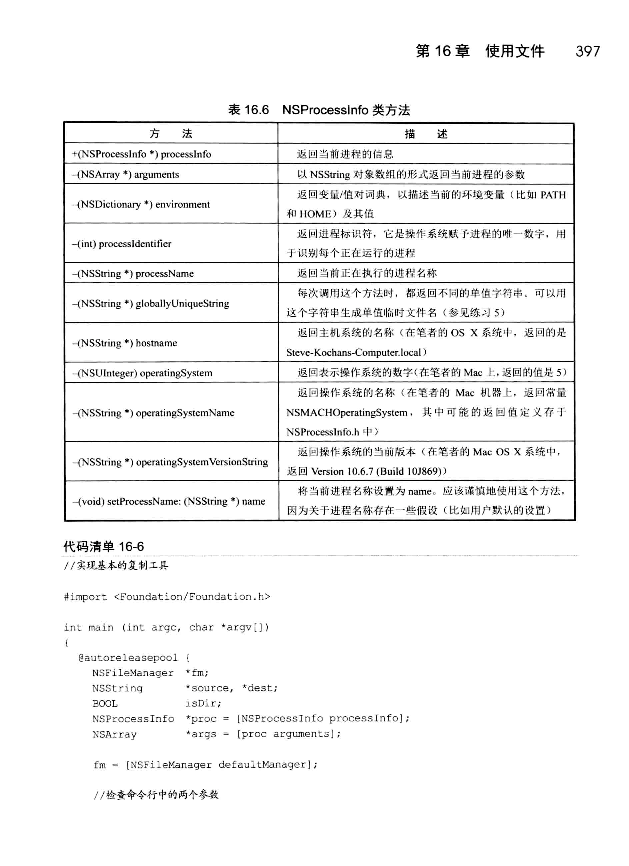 第 16 章 使用文件 397
表 16.6 NSProcessInfo 类方法
方 法 描 述
+(NSProcessInfo *) processInfo 返回当前进程的信息
–(NSArray *) arguments 以 NSString 对象数组的形式返回当前进程的参数
–(NSDictionary *) environment 返回变量/值对词典，以描述当前的环境变量（比如 PATH
和 HOME）及其值
–(int) processIdentifier 返回进程标识符，它是操作系统赋予进程的唯一数字，用
于识别每个正在运行的进程
–(NSString *) processName 返回当前正在执行的进程名称
–(NSString *) globallyUniqueString 每次调用这个方法时，都返回不同的单值字符串、可以用
这个字符串生成单值临时文件名（参见练习 5）
–(NSString *) hostname 返回主机系统的名称（在笔者的 OS X 系统中，返回的是
Steve-Kochans-Computer.local）
–(NSUInteger) operatingSystem 返回表示操作系统的数字(在笔者的 Mac 上，返回的值是 5)
–(NSString *) operatingSystemName 返回操作系统的名称（在笔者的 Mac 机器上，返回常量
NSMACHOperatingSystem，其中可能的返回值定义存于
NSProcessInfo.h 中）
–(NSString *) operatingSystemVersionString 返回操作系统的当前版本（在笔者的 Mac OS X 系统中，
返回 Version 10.6.7 (Build 10J869)）
–(void) setProcessName: (NSString *) name 将当前进程名称设置为 name。应该谨慎地使用这个方法，
因为关于进程名称存在一些假设（比如用户默认的设置）
代码清单 16-6
//实现基本的复制工具
#import <Foundation/Foundation.h>
int main (int argc, char *argv[])
{
@autoreleasepool {
NSFileManager *fm;
NSString *source, *dest;
BOOL isDir;
NSProcessInfo *proc = [NSProcessInfo processInfo];
NSArray *args = [proc arguments];
fm = [NSFileManager defaultManager];
//检查命令行中的两个参数